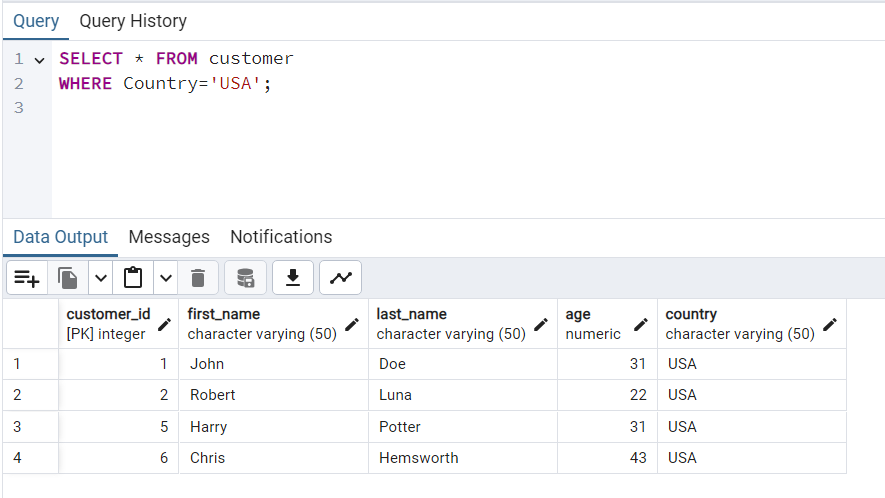 Query Query History
1 SELECT * FROM customer
2 WHERE Country='USA';
3
Data Output Messages Notifications
customer_id first_name last_name age country
[PK] integer character varying (50) character varying (50) numeric character varying (50)
1 1 John Doe 31 USA
2 2 Robert Luna 22 USA
3 5 Harry Potter 31 USA
4 6 Chris Hemsworth 43 USA